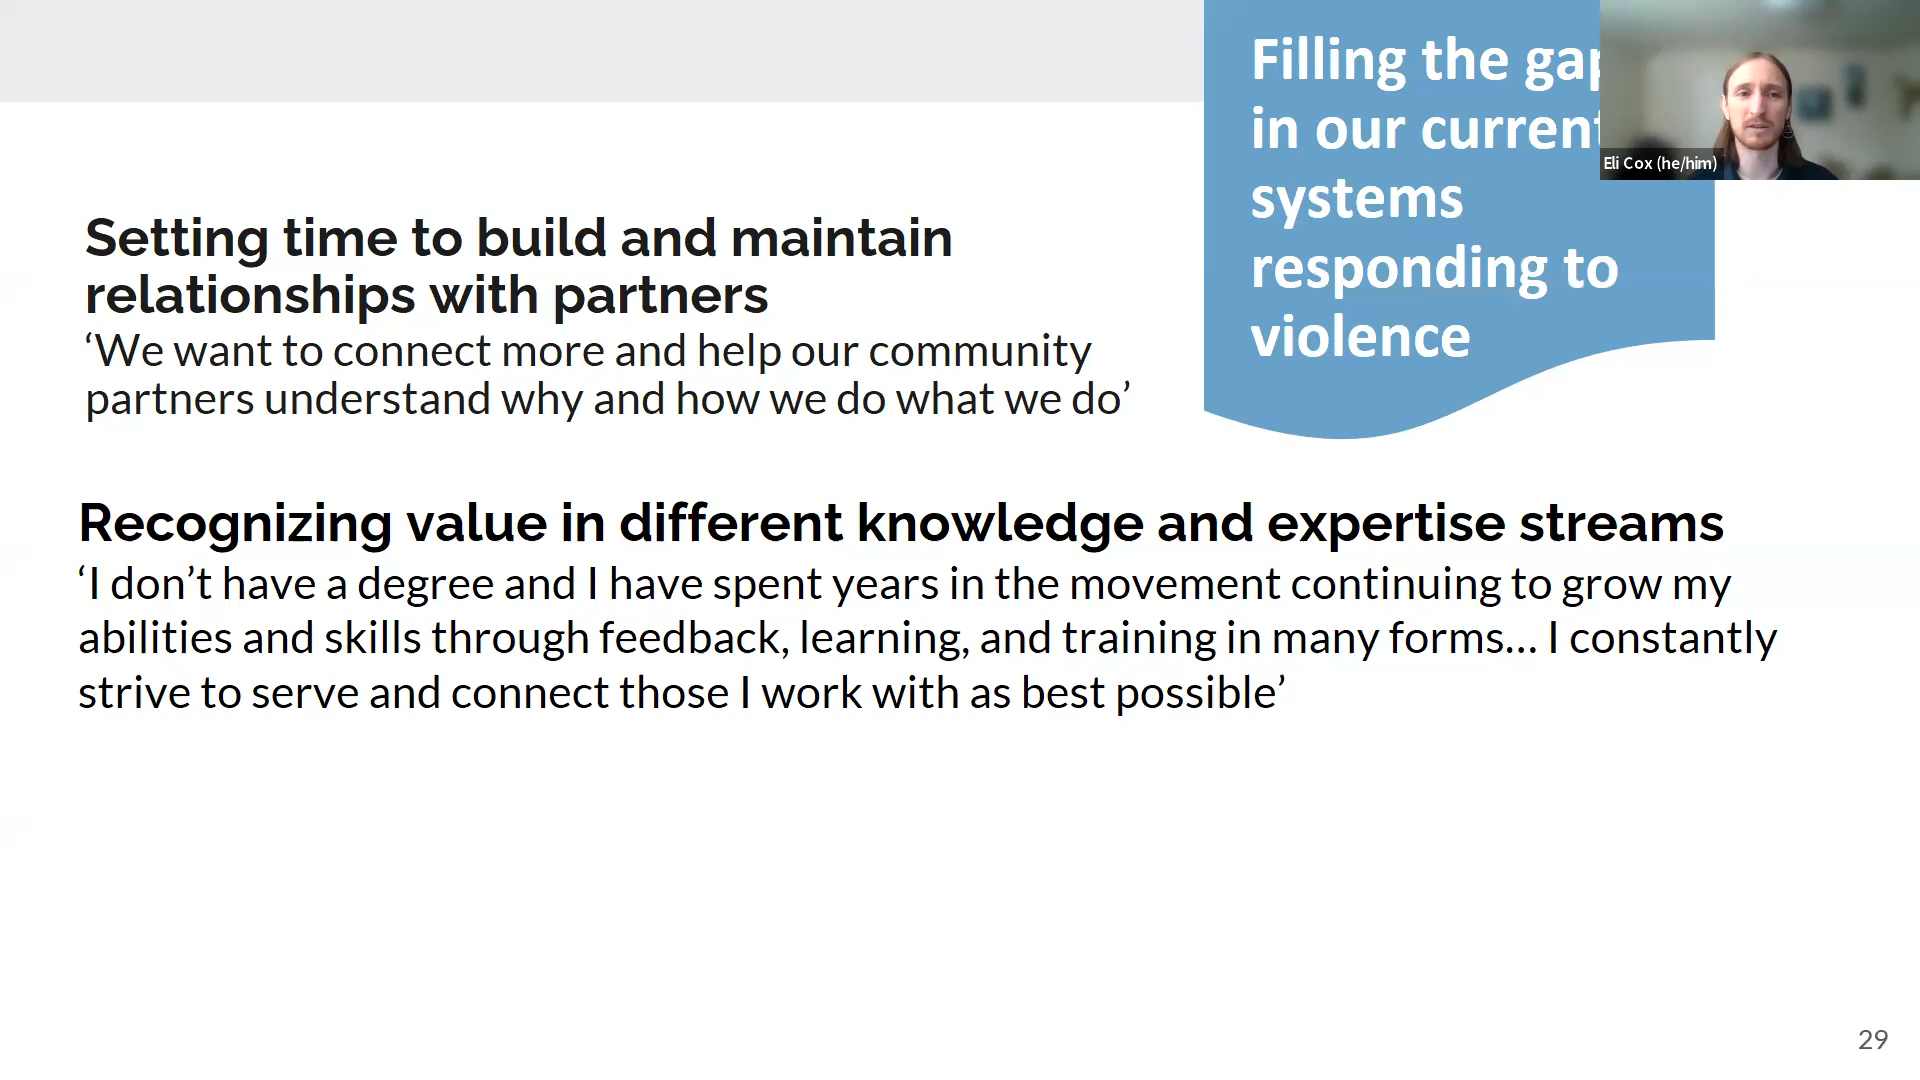 Filling the
in our current
systems
responding to
violence
Eli Cox (he/him)
Setting time to build and maintain
relationships with partners
‘We want to connect more and help our community
partners understand why and how we do what we do’
Recognizing value in different knowledge and expertise streams
‘I don’t have a degree and I have spent years in the movement continuing to grow my
abilities and skills through feedback, learning, and training in many forms... I constantly
strive to serve and connect those I work with as best possible’
29